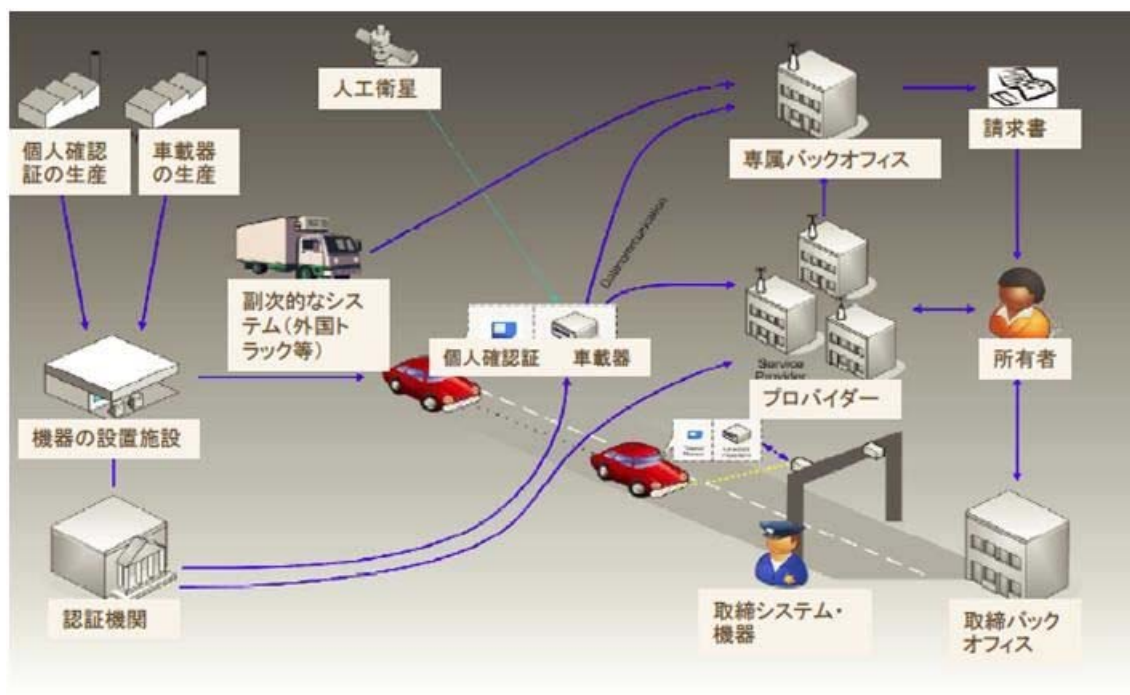 人工衛星
個人確認
証の生産
車載器
の生産
専属バックオフィス
請求書
Datacommunication
副次的なシス
テム(外国ト
ラック等)
個人確認証
車載器
Service
Provider
プロバイダー
所有者
機器の設置施設
認証機関
取締システム・
機器
取締バック
オフィス